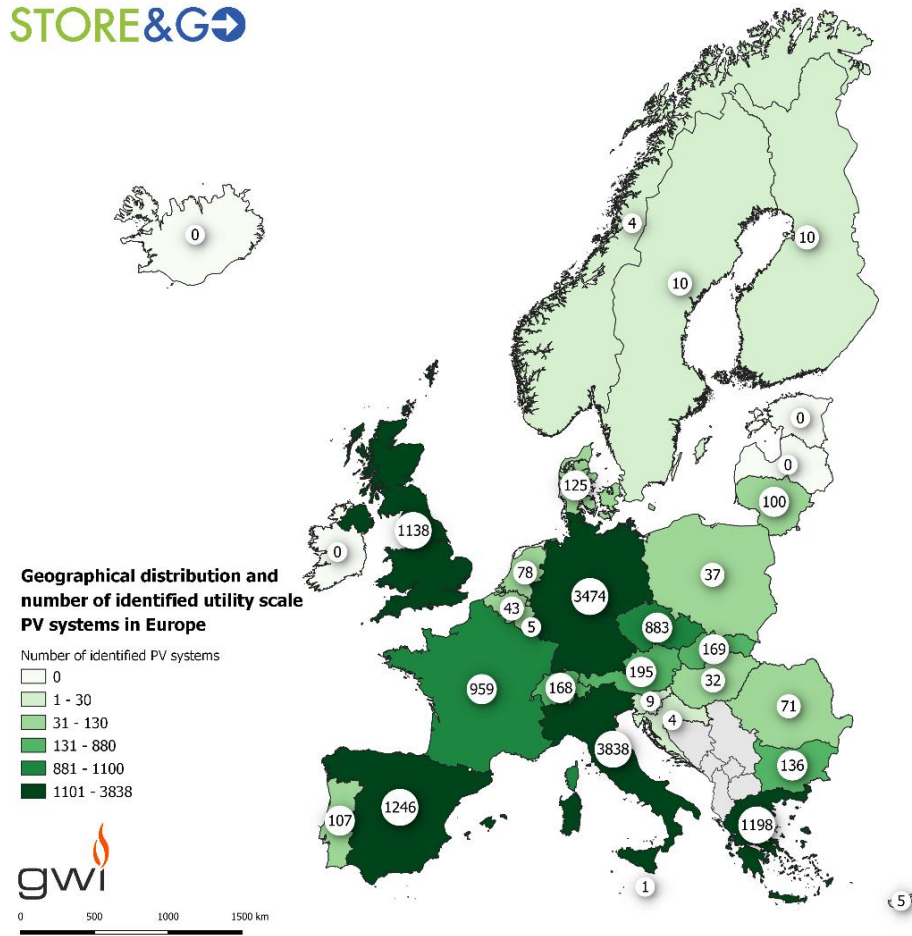 STORE&GO
0
4
10
10
0
0
100
125
1138
0
78
37
3474
43
5
883
169
195
32
959
168
9
71
4
3838
136
1246
107
1198
1
5
Geographical distribution and
number of identified utility scale
PV systems in Europe
Number of identified PV systems
0
1 - 30
31 - 130
131 - 880
881 - 1100
1101 - 3838
gwi
0 500 1000 1500 km